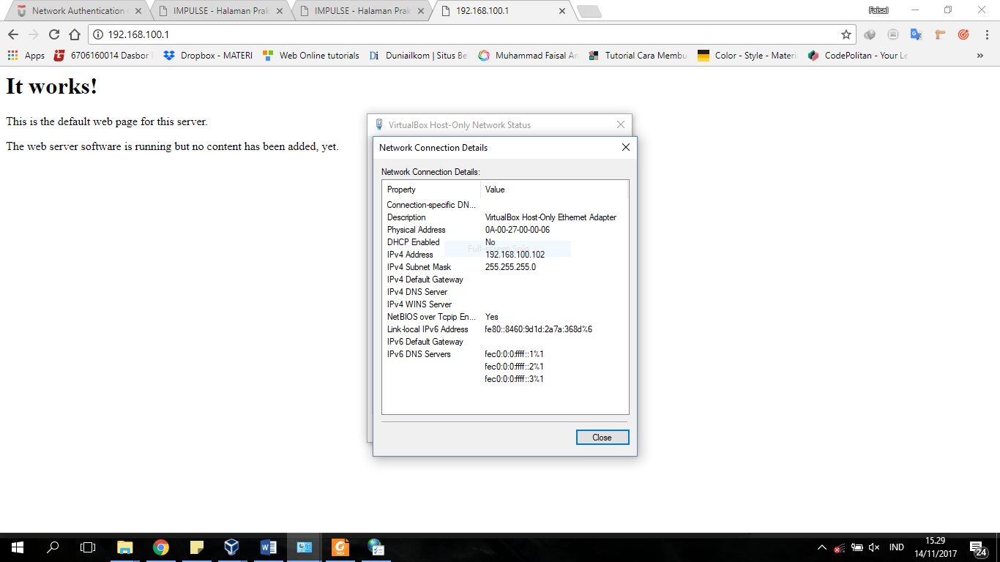 Network Authentication
IMPULSE - Halaman Prak
IMPULSE - Halaman Prak
192.168.100.1
Faisal
192.168.100.1
Apps
6706160014 Dasbor
Dropbox - MATERI
Web Online tutorials
Duniailkom | Situs Be
Muhammad Faisal Am
Tutorial Cara Membu
Color - Style - Materi
CodePolitan - Your Le
»
It works!
This is the default web page for this server.
The web server software is running but no content has been added, yet.
VirtualBox Host-Only Network Status
Network Connection Details
Network Connection Details:
Property Value
Connection-specific DN...
Description VirtualBox Host-Only Ethernet Adapter
Physical Address 0A-00-27-00-00-06
DHCP Enabled No
Full-screen Snip
IPv4 Address 192.168.100.102
IPv4 Subnet Mask 255.255.255.0
IPv4 Default Gateway
IPv4 DNS Server
IPv4 WINS Server
NetBIOS over Tcpip En... Yes
Link-local IPv6 Address fe80::8460:9d1d:2a7a:368d%6
IPv6 Default Gateway
IPv6 DNS Servers fec0:0:0:ffff::1%1
fec0:0:0:ffff::2%1
fec0:0:0:ffff::3%1
Close
IND
15.29
14/11/2017
24